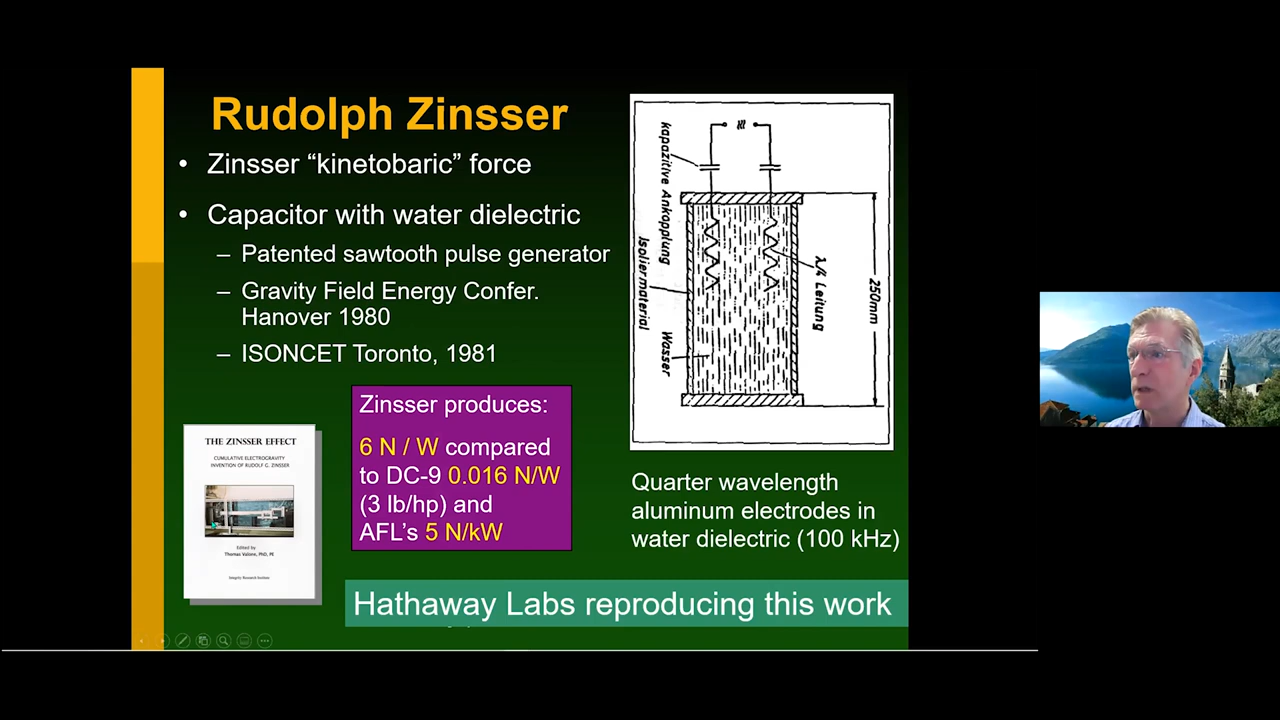 Rudolph Zinsser
• Zinsser “kinetobaric” force
• Capacitor with water dielectric
– Patented sawtooth pulse generator
– Gravity Field Energy Confer.
Hanover 1980
– ISONCET Toronto, 1981
THE ZINSSER EFFECT
CUMULATIVE ELECTROGRAVITY
INVENTION OF RUDOLF G. ZINSSER
Edited by
Thomas Valone, PhD, PE
Integrity Research Institute
Zinsser produces:
6 N / W compared
to DC-9 0.016 N/W
(3 lb/hp) and
AFL’s 5 N/kW
kapazitive Ankopplung
Isoliermaterial
Wasser
λ/4 Leitung
250mm
Quarter wavelength
aluminum electrodes in
water dielectric (100 kHz)
Hathaway Labs reproducing this work